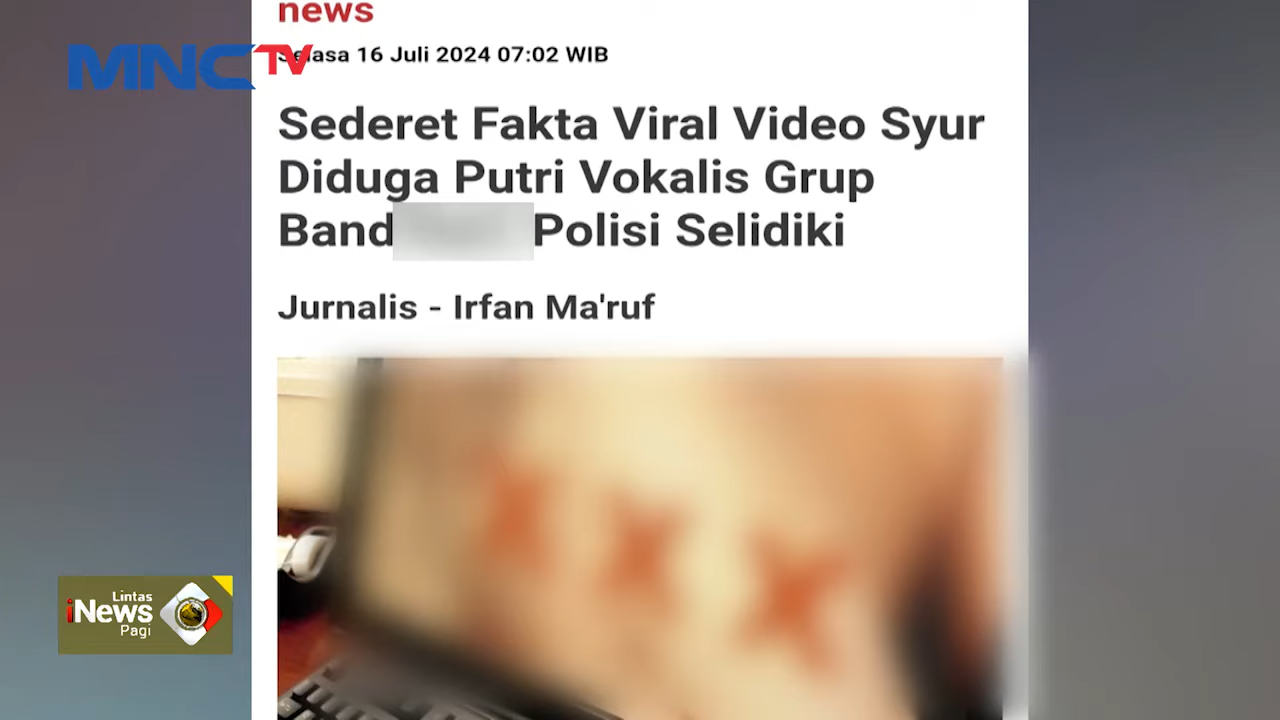 news
MNCTV
Selasa 16 Juli 2024 07:02 WIB
Sederet Fakta Viral Video Syur
Diduga Putri Vokalis Grup
Band Polisi Selidiki
Jurnalis - Irfan Ma'ruf
XXX
Lintas
iNews
Pagi